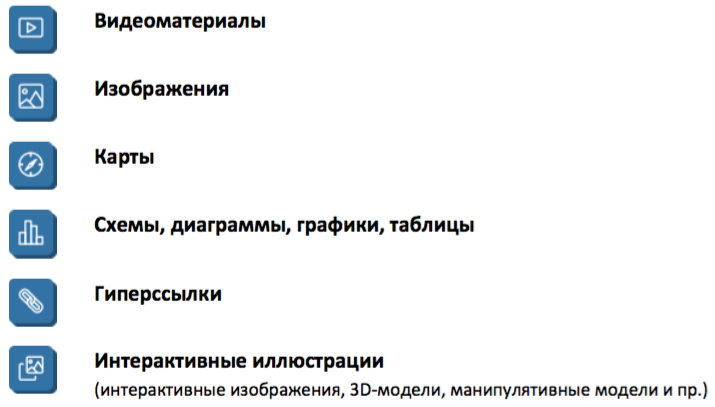 Видеоматериалы
Изображения
Карты
Схемы, диаграммы, графики, таблицы
Гиперссылки
Интерактивные иллюстрации
(интерактивные изображения, 3D-модели, манипулятивные модели и пр.)